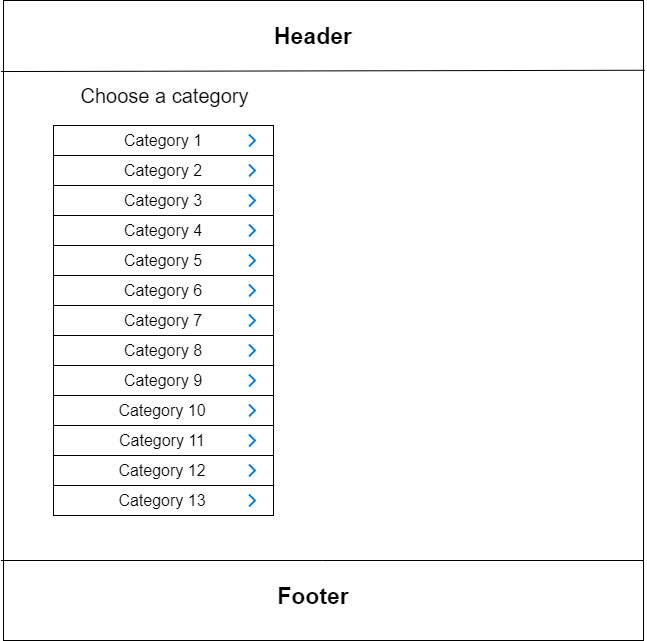 Header
Choose a category
Category 1
Category 2
Category 3
Category 4
Category 5
Category 6
Category 7
Category 8
Category 9
Category 10
Category 11
Category 12
Category 13
Footer